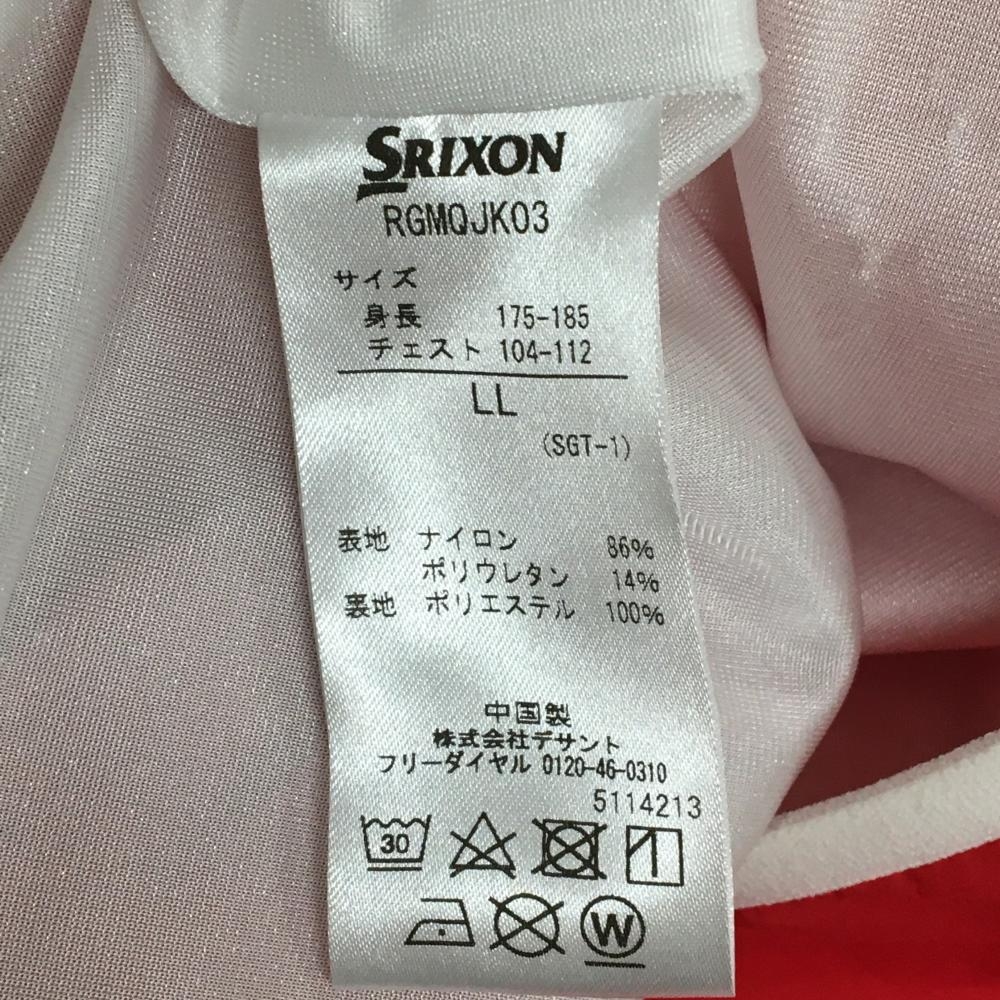 SRIXON
RGMQJK03
サイズ
身長 175-185
チェスト 104-112
LL
(SGT-1)
表地 ナイロン 86%
ポリウレタン 14%
裏地 ポリエステル 100%
中国製
株式会社デサント
フリーダイヤル 0120-46-0310
5114213
30
W